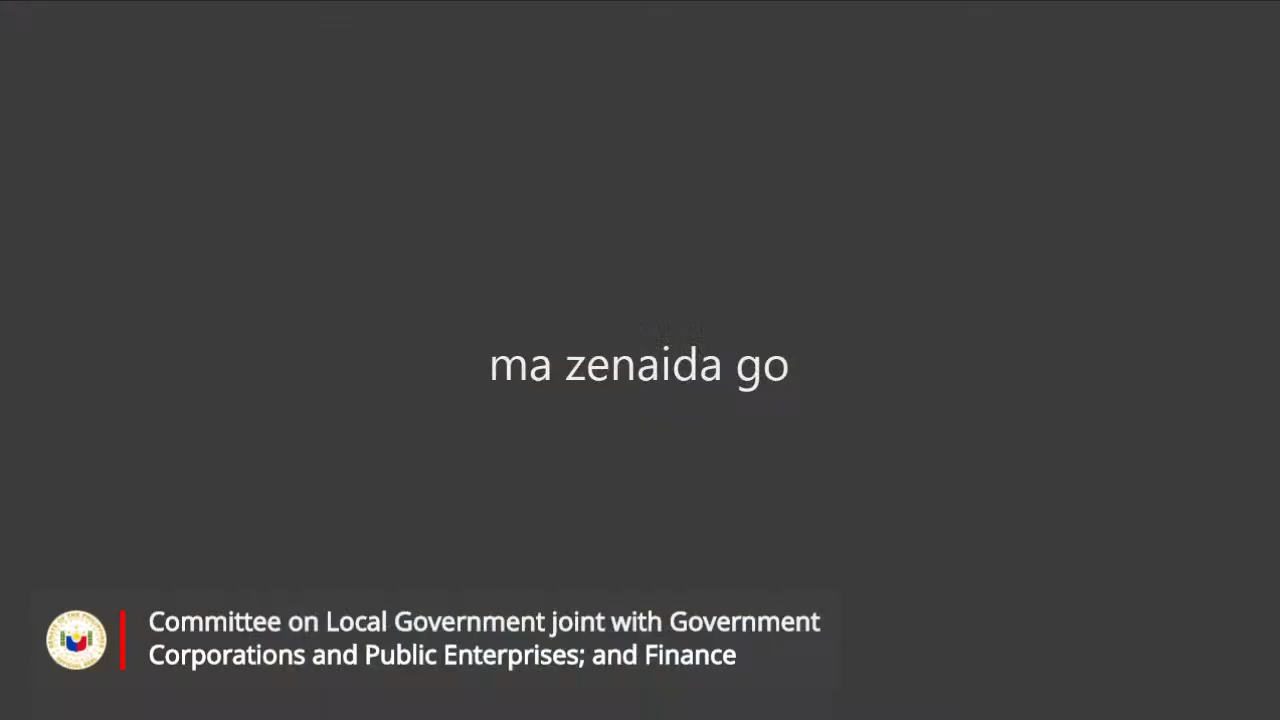 ma zenaida go
Committee on Local Government joint with Government
Corporations and Public Enterprises; and Finance